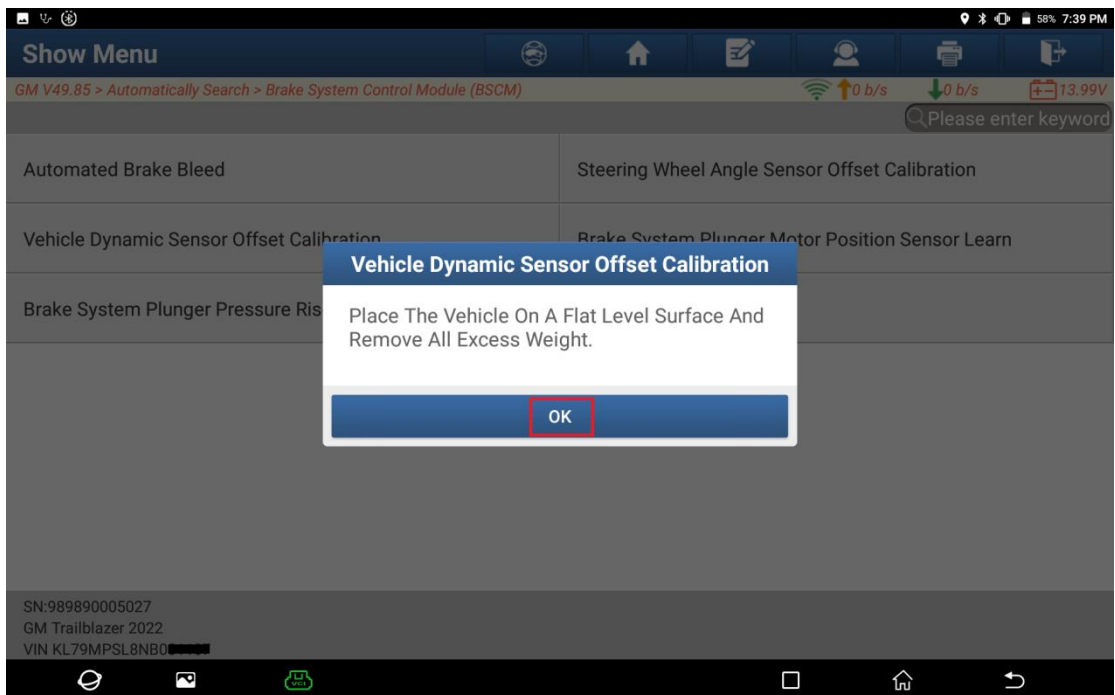 58% 7:39 PM
Show Menu
GM V49.85 > Automatically Search > Brake System Control Module (BSCM)
0 b/s 0 b/s 13.99V
Please enter keyword
Automated Brake Bleed
Steering Wheel Angle Sensor Offset Calibration
Vehicle Dynamic Sensor Offset Calibration
Brake System Plunger Motor Position Sensor Learn
Brake System Plunger Pressure Ris
Vehicle Dynamic Sensor Offset Calibration
Place The Vehicle On A Flat Level Surface And
Remove All Excess Weight.
OK
SN:989890005027
GM Trailblazer 2022
VIN KL79MPSL8NB0
VCI